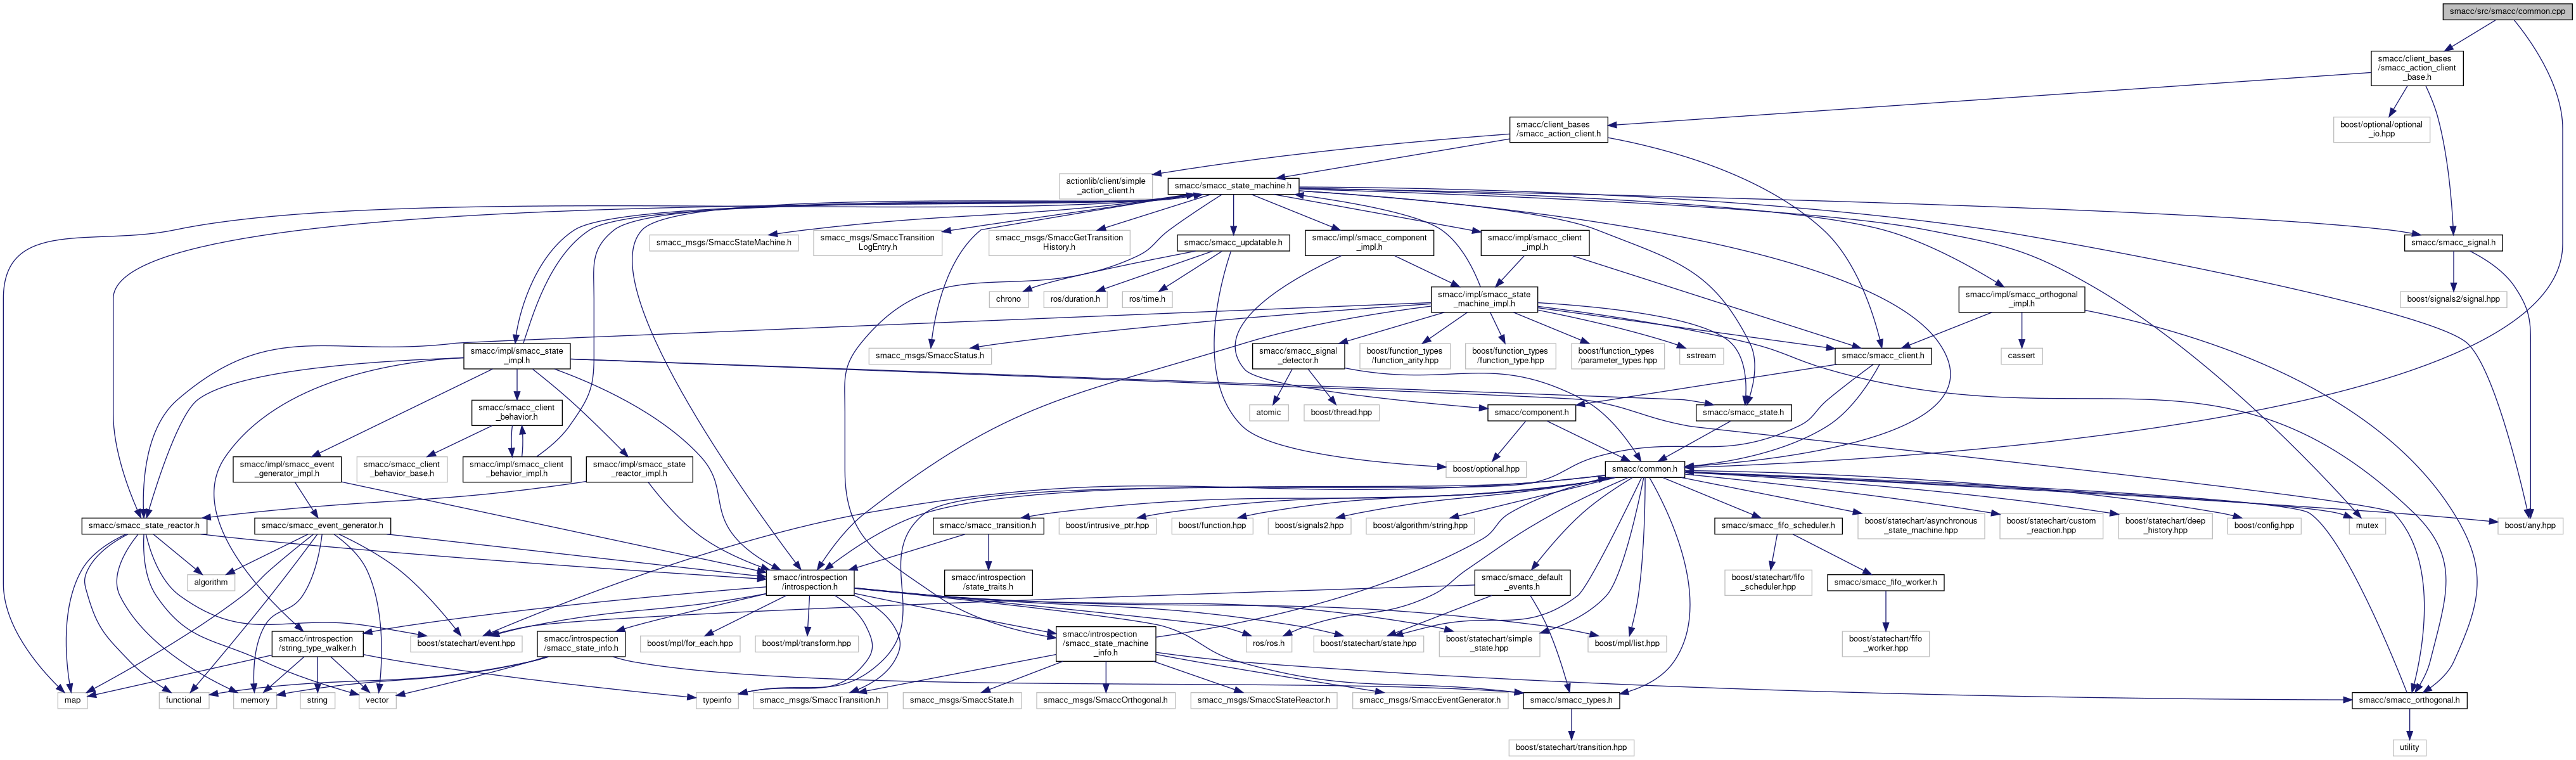 smacc/src/smacc/common.cpp
smacc/client_bases
/smacc_action_client
_base.h
smacc/client_bases
/smacc_action_client.h
boost/optional/optional
_io.hpp
actionlib/client/simple
_action_client.h
smacc/smacc_state_machine.h
smacc_msgs/SmaccStateMachine.h
smacc_msgs/SmaccTransition
LogEntry.h
smacc_msgs/SmaccGetTransition
History.h
smacc/smacc_updatable.h
smacc/impl/smacc_component
_impl.h
smacc/impl/smacc_client
_impl.h
smacc/smacc_signal.h
chrono
ros/duration.h
ros/time.h
smacc/impl/smacc_state
_machine_impl.h
smacc/impl/smacc_orthogonal
_impl.h
boost/signals2/signal.hpp
smacc/impl/smacc_state
_impl.h
smacc_msgs/SmaccStatus.h
smacc/smacc_signal
_detector.h
boost/function_types
/function_arity.hpp
boost/function_types
/function_type.hpp
boost/function_types
/parameter_types.hpp
sstream
smacc/smacc_client.h
cassert
smacc/smacc_client
_behavior.h
atomic
boost/thread.hpp
smacc/component.h
smacc/smacc_state.h
smacc/impl/smacc_event
_generator_impl.h
smacc/smacc_client
_behavior_base.h
smacc/impl/smacc_client
_behavior_impl.h
smacc/impl/smacc_state
_reactor_impl.h
boost/optional.hpp
smacc/common.h
smacc/smacc_state_reactor.h
smacc/smacc_event_generator.h
smacc/smacc_transition.h
boost/intrusive_ptr.hpp
boost/function.hpp
boost/signals2.hpp
boost/algorithm/string.hpp
smacc/smacc_fifo_scheduler.h
boost/statechart/asynchronous
_state_machine.hpp
boost/statechart/custom
_reaction.hpp
boost/statechart/deep
_history.hpp
boost/config.hpp
mutex
boost/any.hpp
algorithm
smacc/introspection
/introspection.h
smacc/introspection
/state_traits.h
smacc/smacc_default
_events.h
boost/statechart/fifo
_scheduler.hpp
smacc/smacc_fifo_worker.h
smacc/introspection
/string_type_walker.h
boost/statechart/event.hpp
smacc/introspection
/smacc_state_info.h
boost/mpl/for_each.hpp
boost/mpl/transform.hpp
smacc/introspection
/smacc_state_machine
_info.h
ros/ros.h
boost/statechart/state.hpp
boost/statechart/simple
_state.hpp
boost/mpl/list.hpp
boost/statechart/fifo
_worker.hpp
map
functional
memory
string
vector
typeinfo
smacc_msgs/SmaccTransition.h
smacc_msgs/SmaccState.h
smacc_msgs/SmaccOrthogonal.h
smacc_msgs/SmaccStateReactor.h
smacc_msgs/SmaccEventGenerator.h
smacc/smacc_types.h
smacc/smacc_orthogonal.h
boost/statechart/transition.hpp
utility